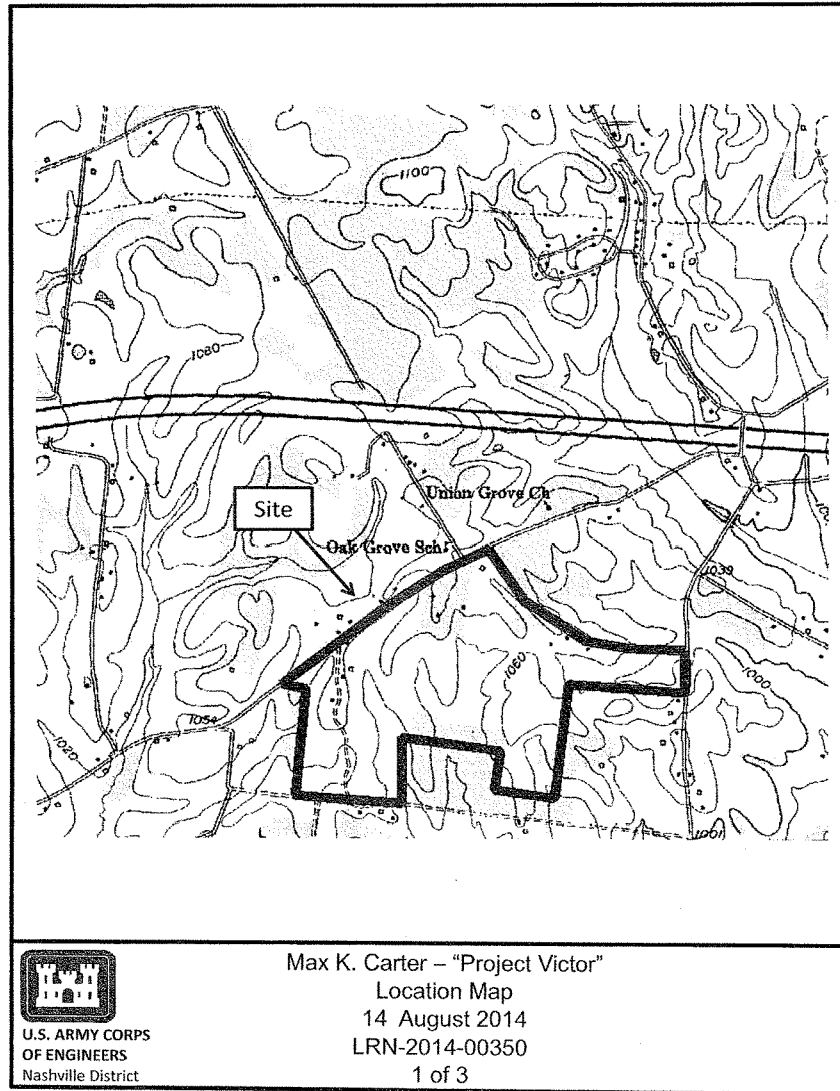 1100
1080
Site
Union Grove Ch
Oak Grove Sch
1039
1060
1000
1054
1020
1001
U.S. ARMY CORPS
OF ENGINEERS
Nashville District
Max K. Carter – "Project Victor"
Location Map
14 August 2014
LRN-2014-00350
1 of 3